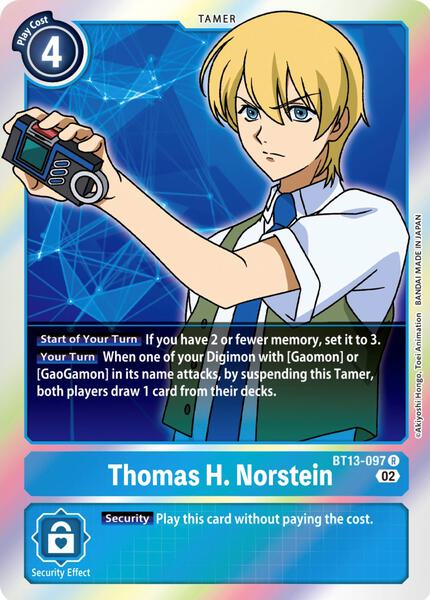 TAMER
Play Cost
4
©Akiyoshi Hongo, Toei Animation BANDAI MADE IN JAPAN
Start of Your Turn If you have 2 or fewer memory, set it to 3.
Your Turn When one of your Digimon with [Gaomon] or
[GaoGamon] in its name attacks, by suspending this Tamer,
both players draw 1 card from their decks.
BT13-097 R
Thomas H. Norstein
02
Security Play this card without paying the cost.
Security Effect